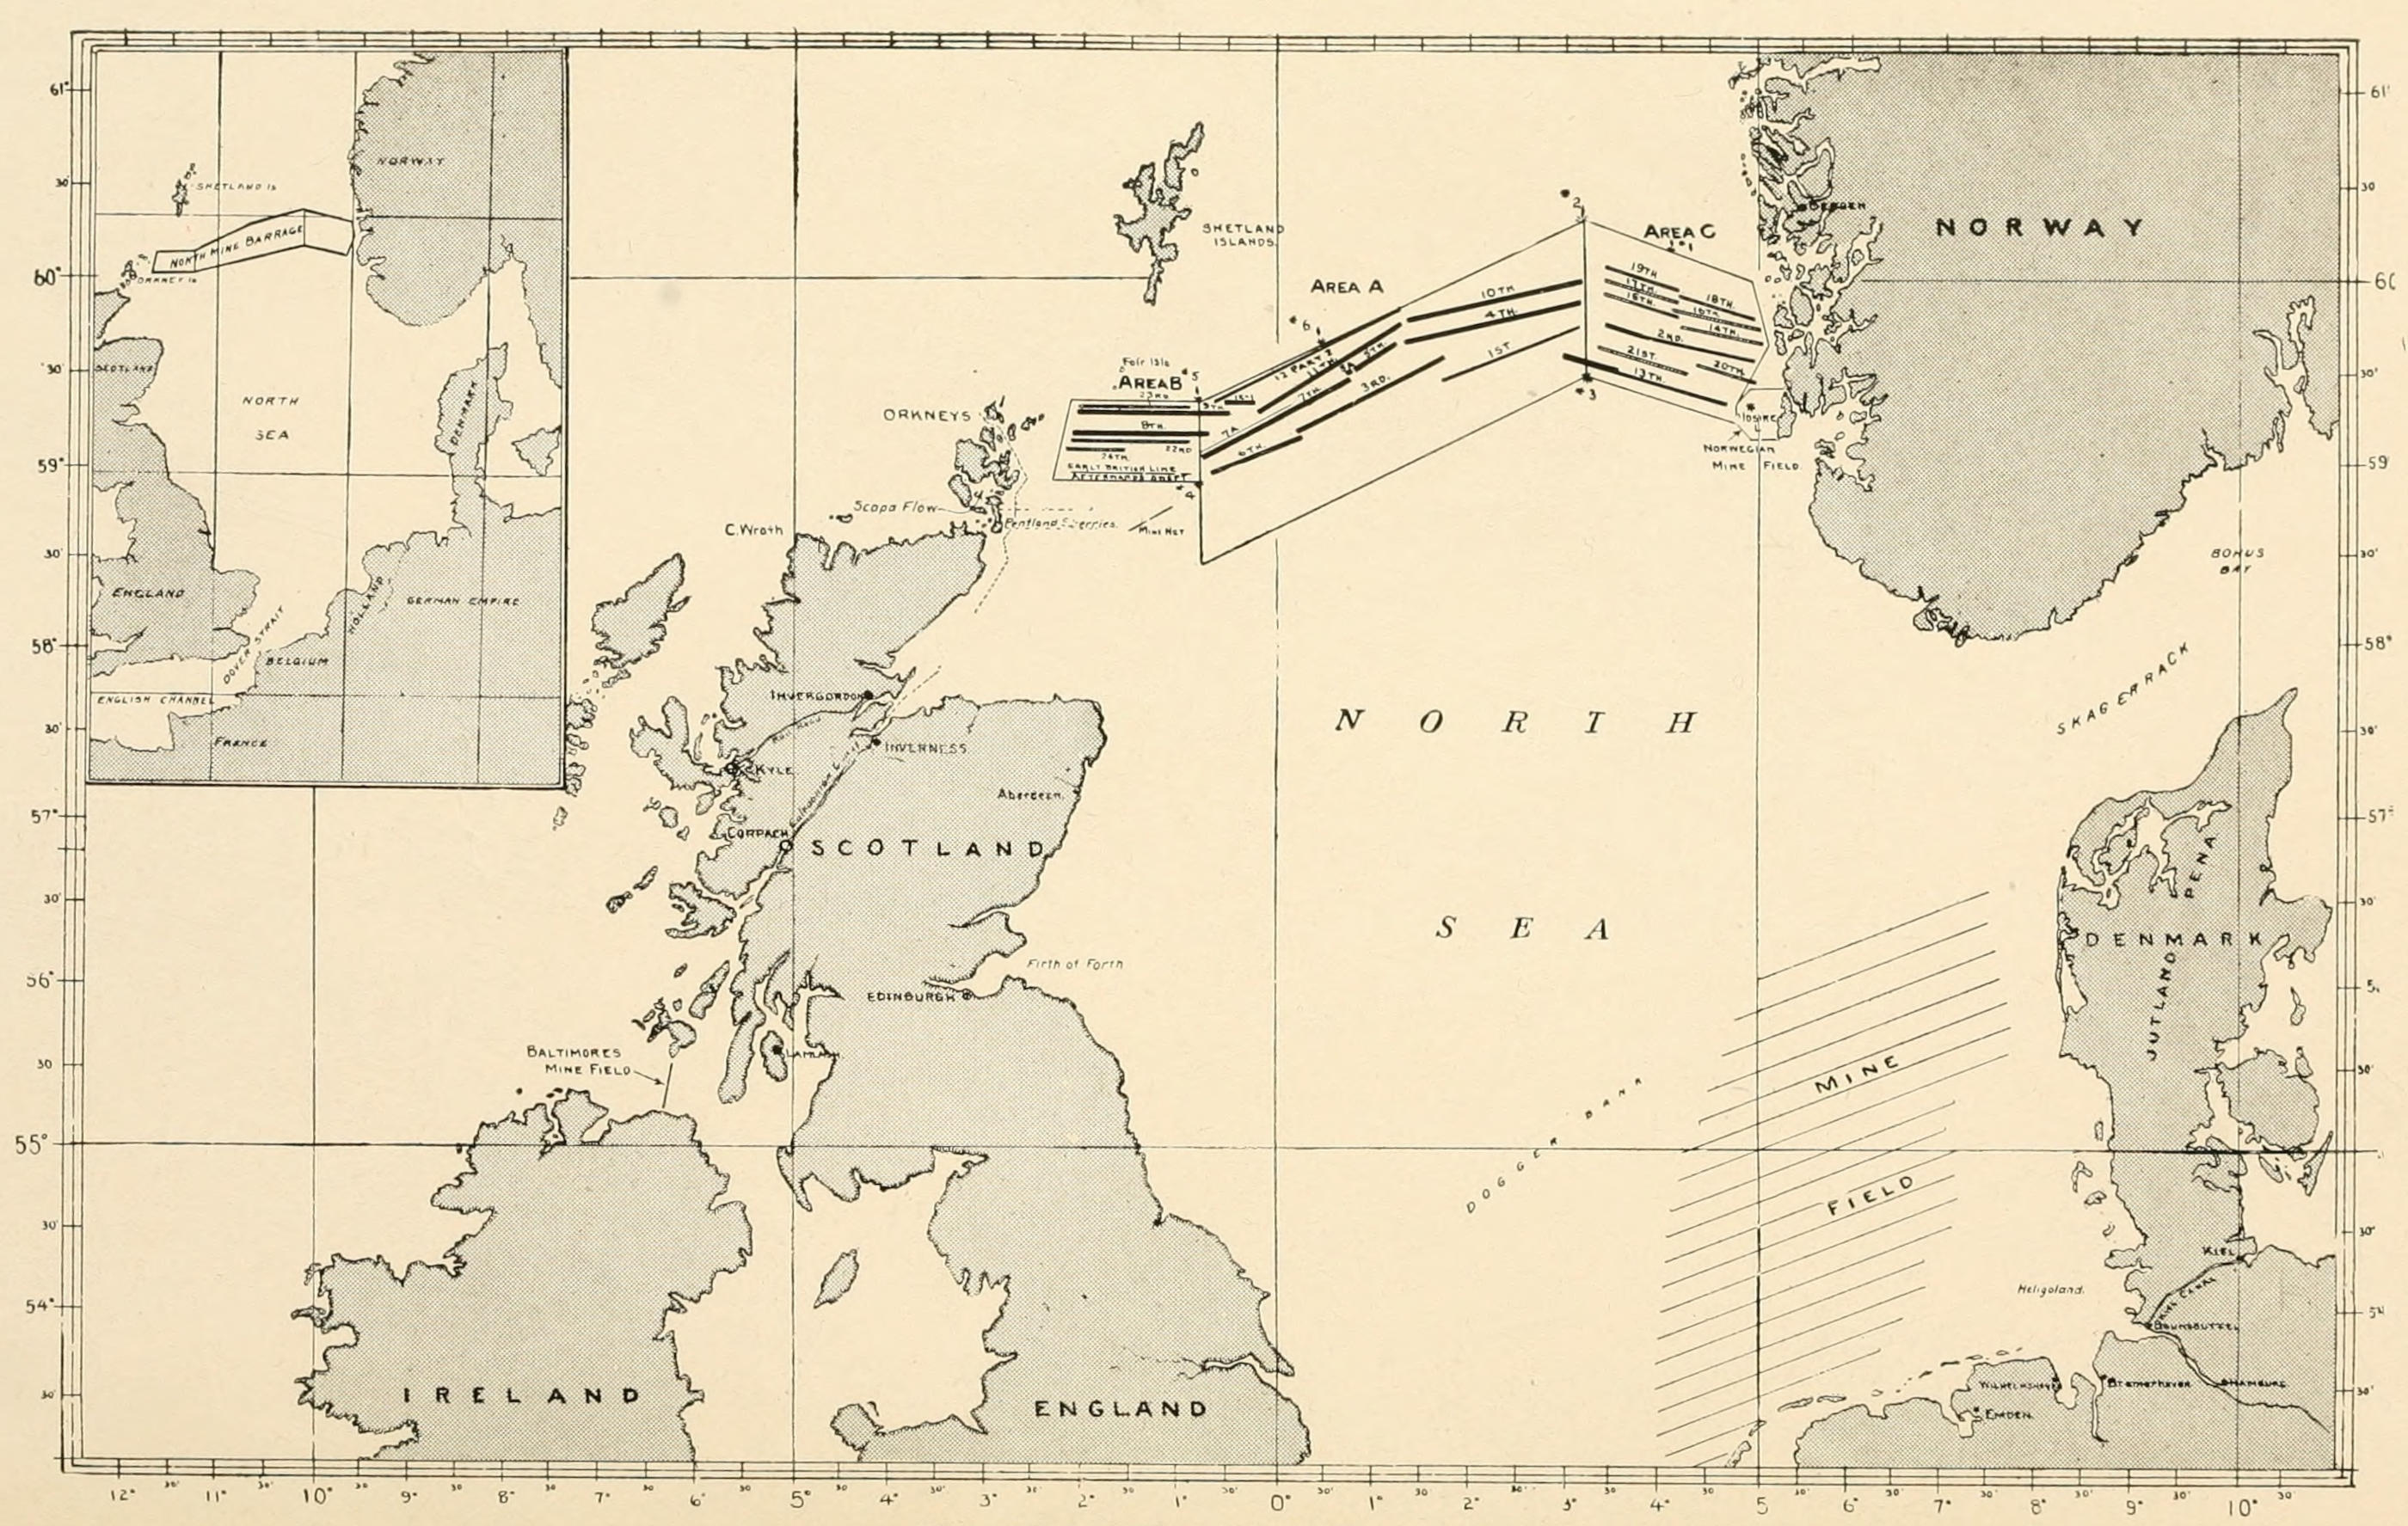 NORWAY
SHETLAND IS
NORTH MINE BARRAGE
ORKNEY IS
SCOTLAND
NORTH
SEA
DENMARK
ENGLAND
HOLLAND
GERMAN EMPIRE
DOVER STRAIT
BELGIUM
ENGLISH CHANNEL
FRANCE
61°
30'
60°
30'
59°
30'
58°
30'
57°
30'
56°
30
55°
30'
54°
30'
SHETLAND
ISLANDS
AREA A
AREA C
AREA B
Fair Isle
2
1
6
5
4
3
19TH
17TH.
16TH.
18TH.
14TH.
2ND.
21ST.
20TH.
13TH.
10TH
4TH.
1ST
3RD.
7TH
7A
6TH.
11TH
12 PART 2
23RD
8TH.
22ND
24TH.
EARLY BRITISH LINE
AFTERWARDS SWEPT
BERGEN
NORWAY
NORWEGIAN
MINE FIELD.
ORKNEYS
Scapa Flow
Pentland Skerries.
MINE NET
C.Wrath
BONUS
BAY
SKAGERRACK
INVERGORDON
INVERNESS
KYLE
Caledonian Canal
CORPACH
Aberdeen.
SCOTLAND
NORTH
SEA
Firth of Forth
EDINBURGH
LAMLASH.
BALTIMORES
MINE FIELD
DOGGER BANK
MINE
FIELD
PENA
DENMARK
JUTLAND
KIEL
KIEL CANAL
Heligoland.
BRUNSBUTTEL
WILHELMSHAVEN
Bremerhaven
HAMBURG
EMDEN.
IRELAND
ENGLAND
61'
30
60
30'
59
30'
58°
30'
57°
30'
30'
30'
30'
12° 30' 11° 30' 10° 30 9° 30 8° 30 7° 30 6° 30 5° 30 4° 30' 3° 30 2° 30 1° 30' 0° 30' 1° 30' 2° 30' 3° 30 4° 30 5 30' 6° 30' 7° 30' 8° 30' 9° 30' 10° 30'